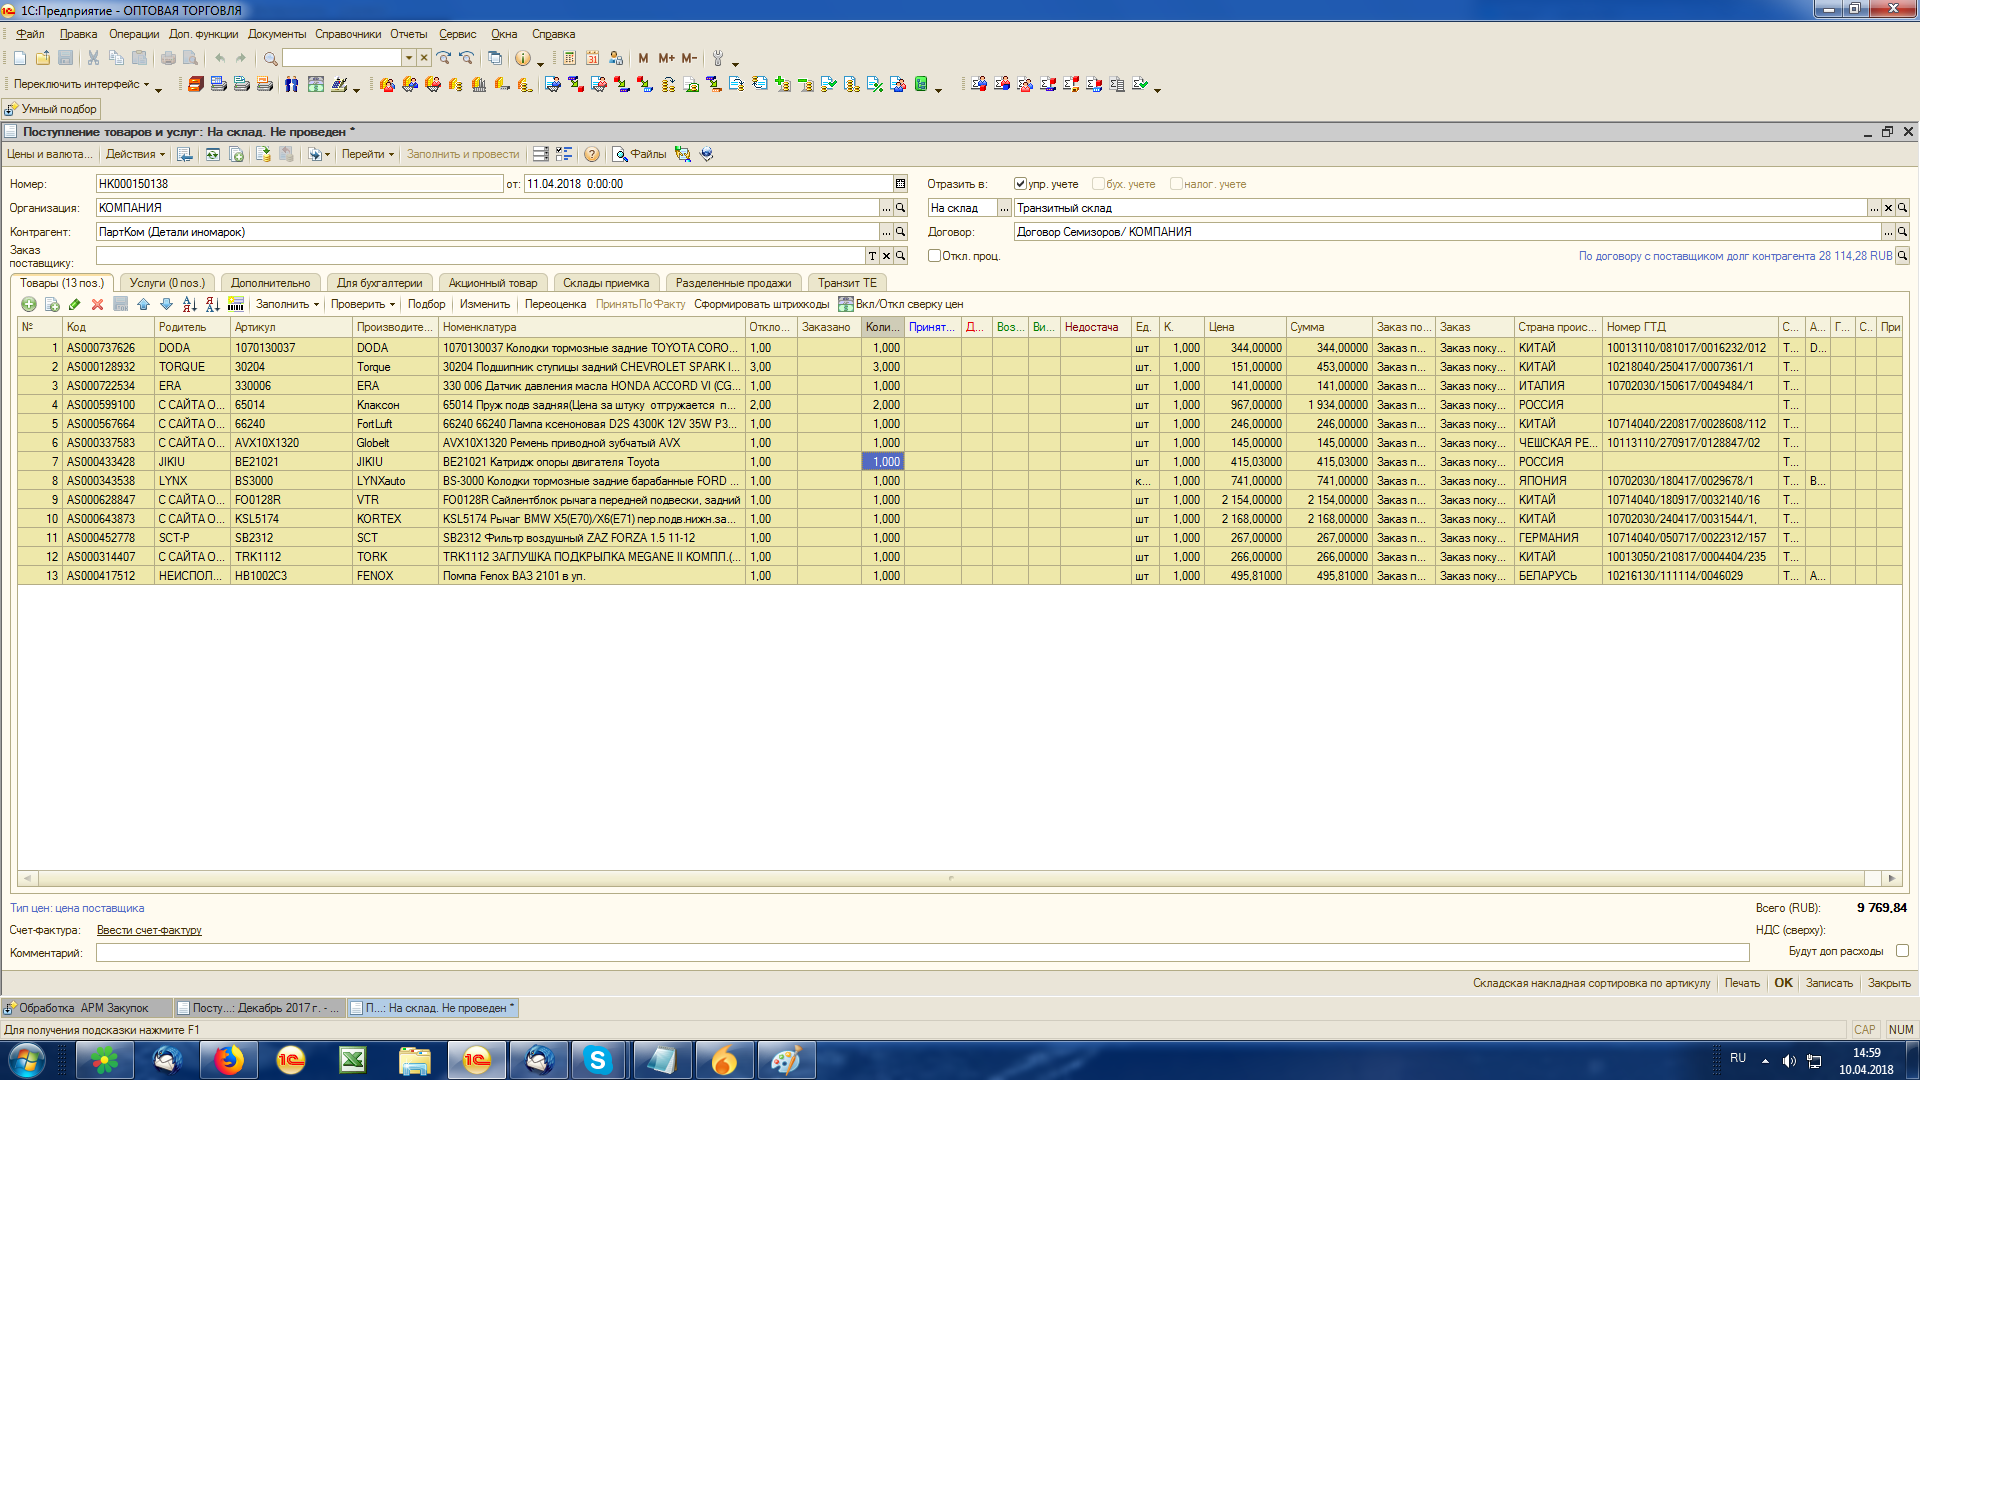 1С:Предприятие - ОПТОВАЯ ТОРГОВЛЯ
Файл Правка Операции Доп. функции Документы Справочники Отчеты Сервис Окна Справка
M M+ M-
Переключить интерфейс
Умный подбор
Поступление товаров и услуг: На склад. Не проведен *
Цены и валюта... Действия Перейти Заполнить и провести Файлы
Номер: НК000150138 от: 11.04.2018 0:00:00 Отразить в: упр. учете бух. учете налог. учете
Организация: КОМПАНИЯ На склад Транзитный склад
Контрагент: ПартКом (Детали иномарок) Договор: Договор Семизоров/ КОМПАНИЯ
Заказ поставщику: Откл. проц. По договору с поставщиком долг контрагента 28 114,28 RUB
Товары (13 поз.) Услуги (0 поз.) Дополнительно Для бухгалтерии Акционный товар Склады приемка Разделенные продажи Транзит ТЕ
Заполнить Проверить Подбор Изменить Переоценка ПринятьПоФакту Сформировать штрихкоды Вкл/Откл сверку цен
№ Код Родитель Артикул Производите... Номенклатура Откло... Заказано Коли... Принят... Д... Воз... Ви... Недостача Ед. К. Цена Сумма Заказ по... Заказ Страна проис... Номер ГТД С... А... Г... С.. При
1 AS000737626 DODA 1070130037 DODA 1070130037 Колодки тормозные задние TOYOTA CORO... 1,00 1,000 шт 1,000 344,00000 344,00000 Заказ п... Заказ поку... КИТАЙ 10013110/081017/0016232/012 Т... D...
2 AS000128932 TORQUE 30204 Torque 30204 Подшипник ступицы задний CHEVROLET SPARK I... 3,00 3,000 шт. 1,000 151,00000 453,00000 Заказ п... Заказ поку... КИТАЙ 10218040/250417/0007361/1 Т...
3 AS000722534 ERA 330006 ERA 330 006 Датчик давления масла HONDA ACCORD VI (CG... 1,00 1,000 шт 1,000 141,00000 141,00000 Заказ п... Заказ поку... ИТАЛИЯ 10702030/150617/0049484/1 Т...
4 AS000599100 С САЙТА О... 65014 Клаксон 65014 Пруж подв задняя(Цена за штуку отгружается п... 2,00 2,000 шт 1,000 967,00000 1 934,00000 Заказ п... Заказ поку... РОССИЯ Т...
5 AS000567664 С САЙТА О... 66240 FortLuft 66240 66240 Лампа ксеноновая D2S 4300K 12V 35W P3... 1,00 1,000 шт 1,000 246,00000 246,00000 Заказ п... Заказ поку... КИТАЙ 10714040/220817/0028608/112 Т...
6 AS000337583 С САЙТА О... AVX10X1320 Globelt AVX10X1320 Ремень приводной зубчатый AVX 1,00 1,000 шт 1,000 145,00000 145,00000 Заказ п... Заказ поку... ЧЕШСКАЯ РЕ... 10113110/270917/0128847/02 Т...
7 AS000433428 JIKIU BE21021 JIKIU BE21021 Катридж опоры двигателя Toyota 1,00 1,000 шт 1,000 415,03000 415,03000 Заказ п... Заказ поку... РОССИЯ Т...
8 AS000343538 LYNX BS3000 LYNXauto BS-3000 Колодки тормозные задние барабанные FORD ... 1,00 1,000 к... 1,000 741,00000 741,00000 Заказ п... Заказ поку... ЯПОНИЯ 10702030/180417/0029678/1 Т... В...
9 AS000628847 С САЙТА О... FO0128R VTR FO0128R Сайлентблок рычага передней подвески, задний 1,00 1,000 шт 1,000 2 154,00000 2 154,00000 Заказ п... Заказ поку... КИТАЙ 10714040/180917/0032140/16 Т...
10 AS000643873 С САЙТА О... KSL5174 KORTEX KSL5174 Рычаг BMW X5(E70)/X6(E71) пер.подв.нижн.за... 1,00 1,000 шт 1,000 2 168,00000 2 168,00000 Заказ п... Заказ поку... КИТАЙ 10702030/240417/0031544/1, Т...
11 AS000452778 SCT-P SB2312 SCT SB2312 Фильтр воздушный ZAZ FORZA 1.5 11-12 1,00 1,000 шт 1,000 267,00000 267,00000 Заказ п... Заказ поку... ГЕРМАНИЯ 10714040/050717/0022312/157 Т...
12 AS000314407 С САЙТА О... TRK1112 TORK TRK1112 ЗАГЛУШКА ПОДКРЫЛКА MEGANE II КОМПЛ.(... 1,00 1,000 шт 1,000 266,00000 266,00000 Заказ п... Заказ поку... КИТАЙ 10013050/210817/0004404/235 Т...
13 AS000417512 НЕИСПОЛ... HB1002C3 FENOX Помпа Fenox ВАЗ 2101 в уп. 1,00 1,000 шт 1,000 495,81000 495,81000 Заказ п... Заказ поку... БЕЛАРУСЬ 10216130/111114/0046029 Т... А...
Тип цен: цена поставщика Всего (RUB): 9 769,84
Счет-фактура: Ввести счет-фактуру НДС (сверху):
Комментарий: Будут доп расходы
Складская накладная сортировка по артикулу Печать OK Записать Закрыть
Обработка АРМ Закупок Посту...: Декабрь 2017 г. - ... П...: На склад. Не проведен *
Для получения подсказки нажмите F1 CAP NUM
RU 14:59
10.04.2018